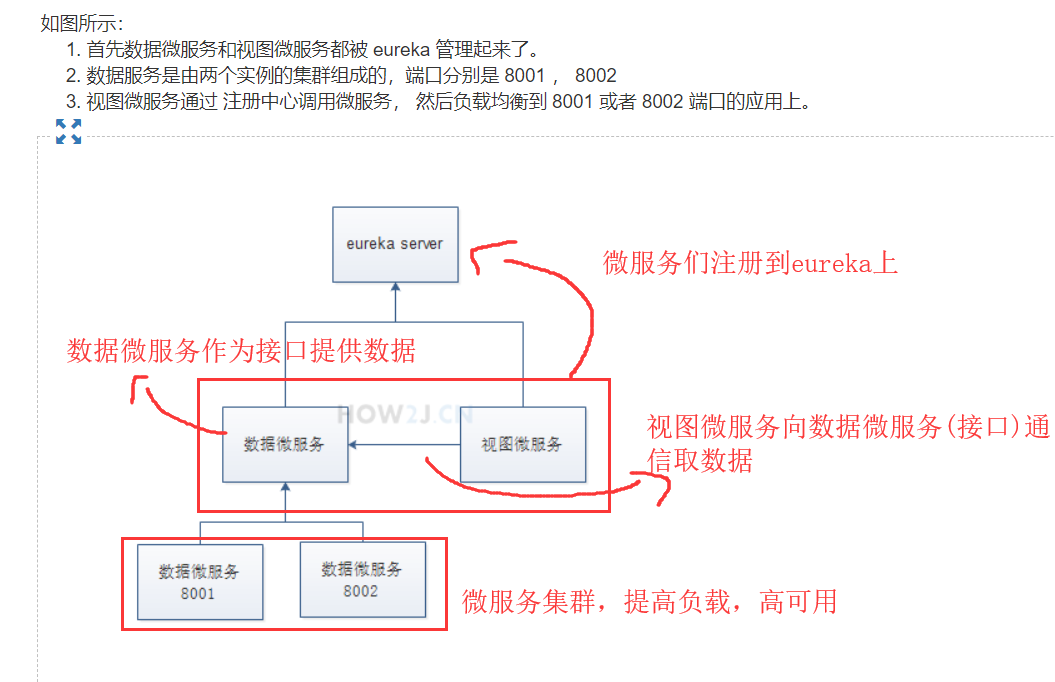 如图所示：
1. 首先数据微服务和视图微服务都被 eureka 管理起来了。
2. 数据服务是由两个实例的集群组成的，端口分别是 8001 ， 8002
3. 视图微服务通过 注册中心调用微服务， 然后负载均衡到 8001 或者 8002 端口的应用上。
eureka server
微服务们注册到eureka上
数据微服务作为接口提供数据
HOW2J.CN
数据微服务
视图微服务
视图微服务向数据微服务(接口)通
信取数据
数据微服务
8001
数据微服务
8002
微服务集群，提高负载，高可用